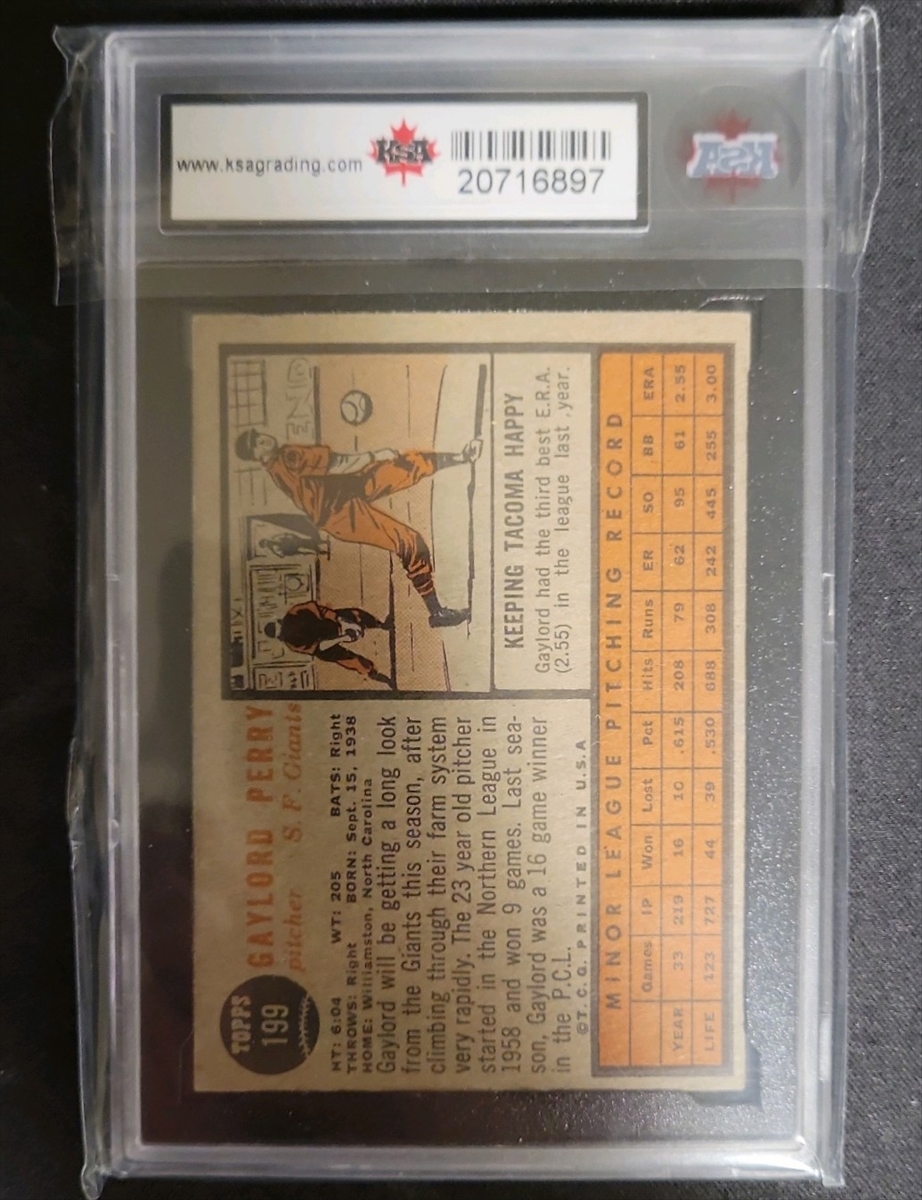 www.ksagrading.com
KSA
20716897
KSA
TOPPS
199
GAYLORD PERRY
pitcher S. F. Giants
HT: 6:04 WT: 205 BATS: Right
THROWS: Right BORN: Sept. 15, 1938
HOME: Williamston, North Carolina
Gaylord will be getting a long look
from the Giants this season, after
climbing through their farm system
very rapidly. The 23 year old pitcher
started in the Northern League in
1958 and won 9 games. Last sea-
son, Gaylord was a 16 game winner
in the P.C.L.
©T.C.G. PRINTED IN U.S.A
KEEPING TACOMA HAPPY
Gaylord had the third best E.R.A.
(2.55) in the league last year.
MINOR LEAGUE PITCHING RECORD
Games IP Won Lost Pct Hits Runs ER SO BB ERA
YEAR 33 219 16 10 .615 208 79 62 95 61 2.55
LIFE 123 727 44 39 .530 688 308 242 445 255 3.00